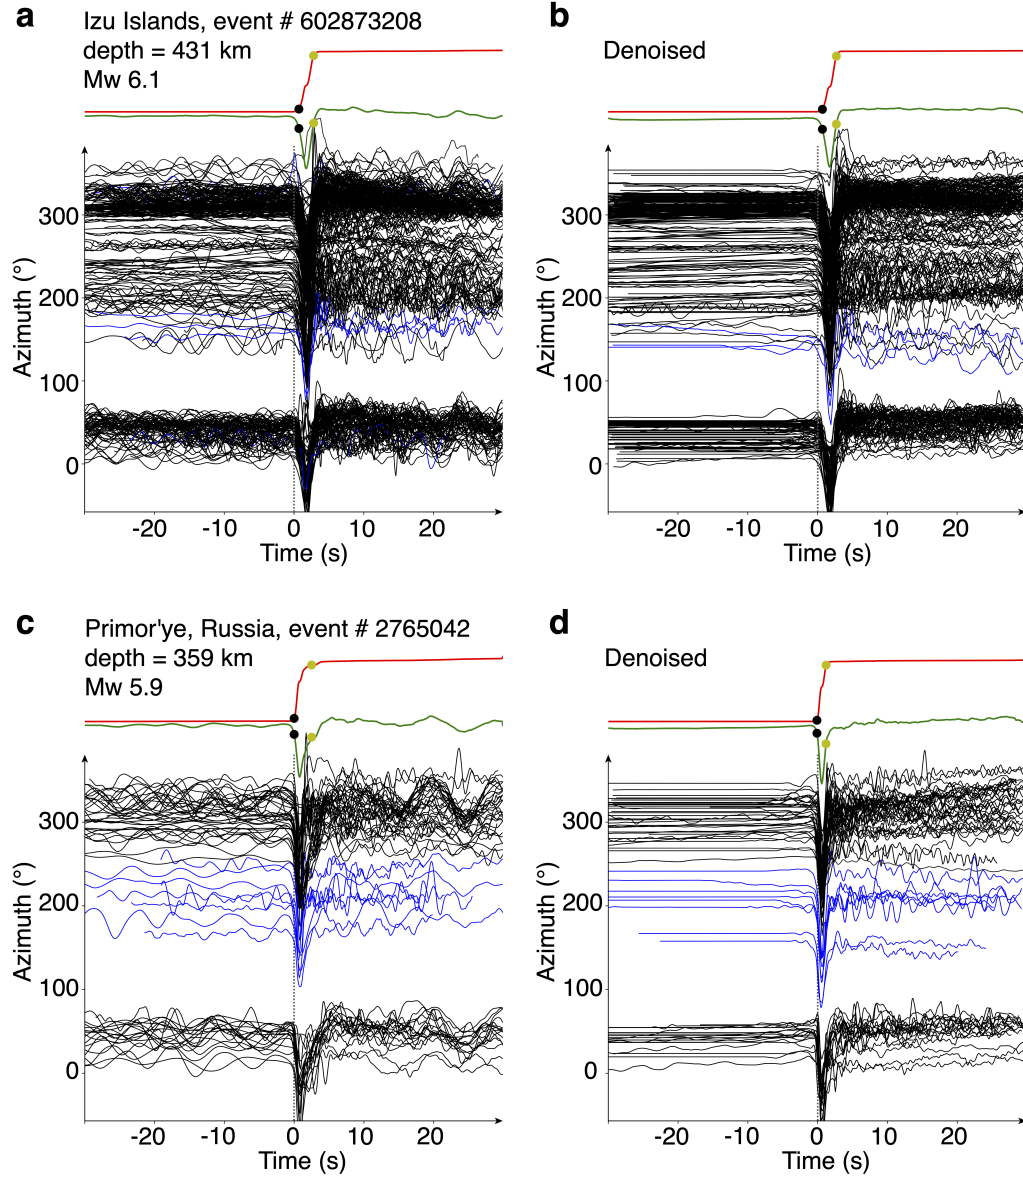 a
Izu Islands, event # 602873208
depth = 431 km
Mw 6.1
Azimuth (°)
300
200
100
0
-20 -10 0 10 20
Time (s)
b
Denoised
Azimuth (°)
300
200
100
0
-20 -10 0 10 20
Time (s)
c
Primor'ye, Russia, event # 2765042
depth = 359 km
Mw 5.9
Azimuth (°)
300
200
100
0
-20 -10 0 10 20
Time (s)
d
Denoised
Azimuth (°)
300
200
100
0
-20 -10 0 10 20
Time (s)